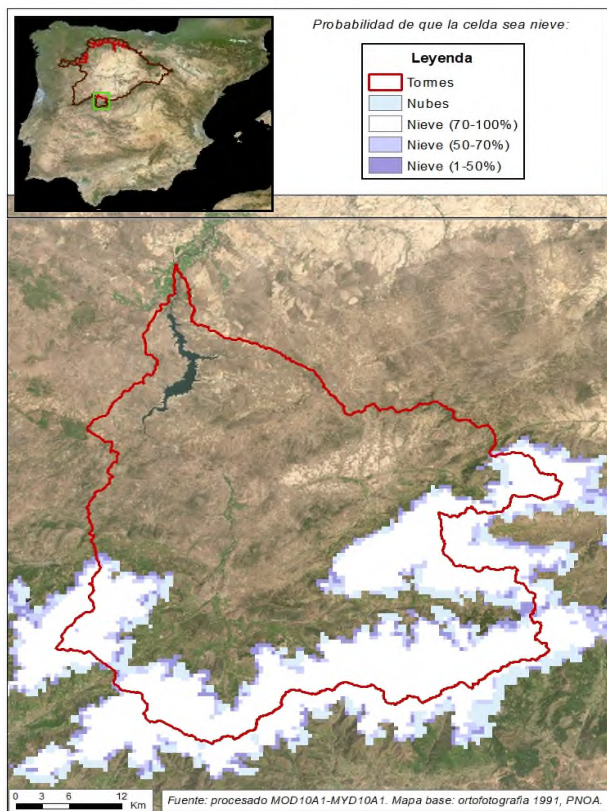 Probabilidad de que la celda sea nieve:
Leyenda
Tormes
Nubes
Nieve (70-100%)
Nieve (50-70%)
Nieve (1-50%)
0 3 6 12
Km
Fuente: procesado MOD10A1-MYD10A1. Mapa base: ortofotografia 1991, PNOA